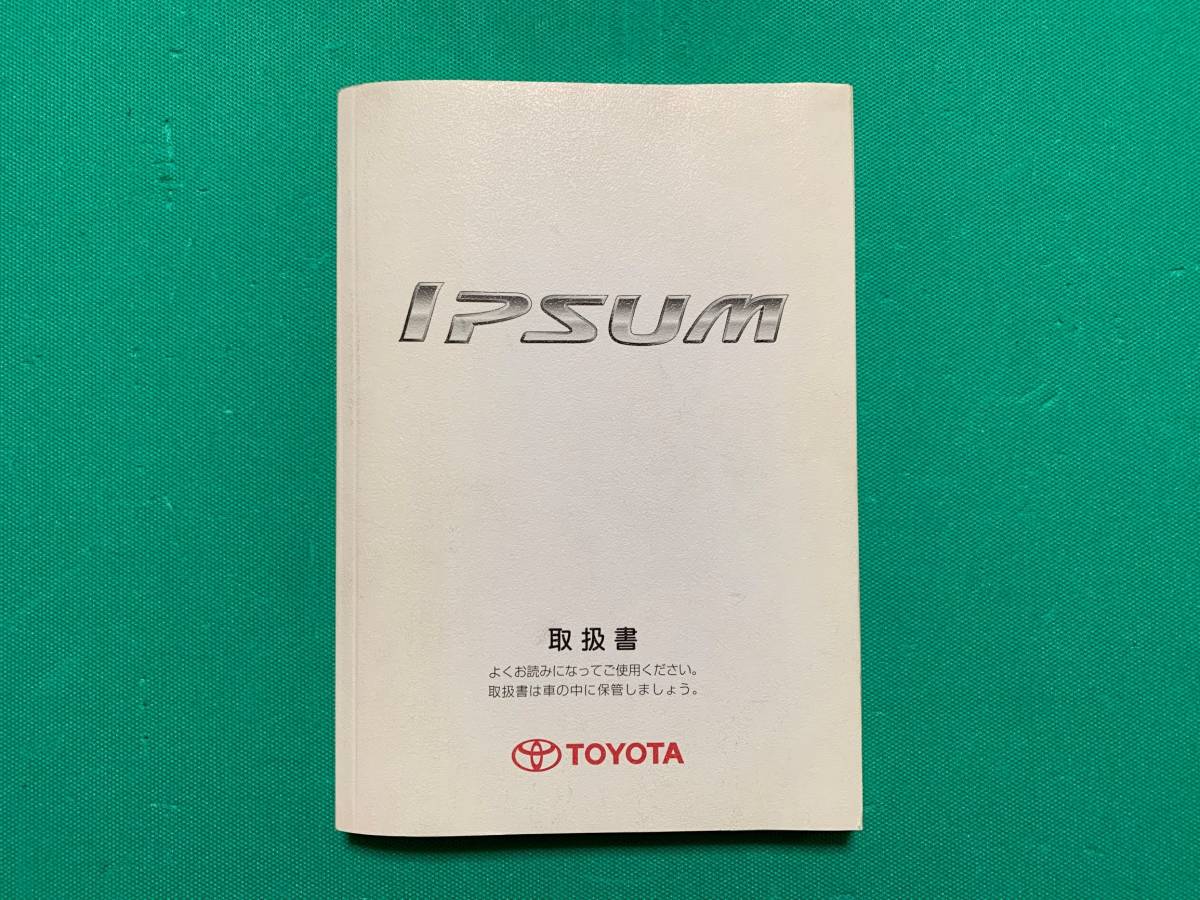 IPSUM
取扱書
よくお読みになってご使用ください。
取扱書は車の中に保管しましょう。
TOYOTA